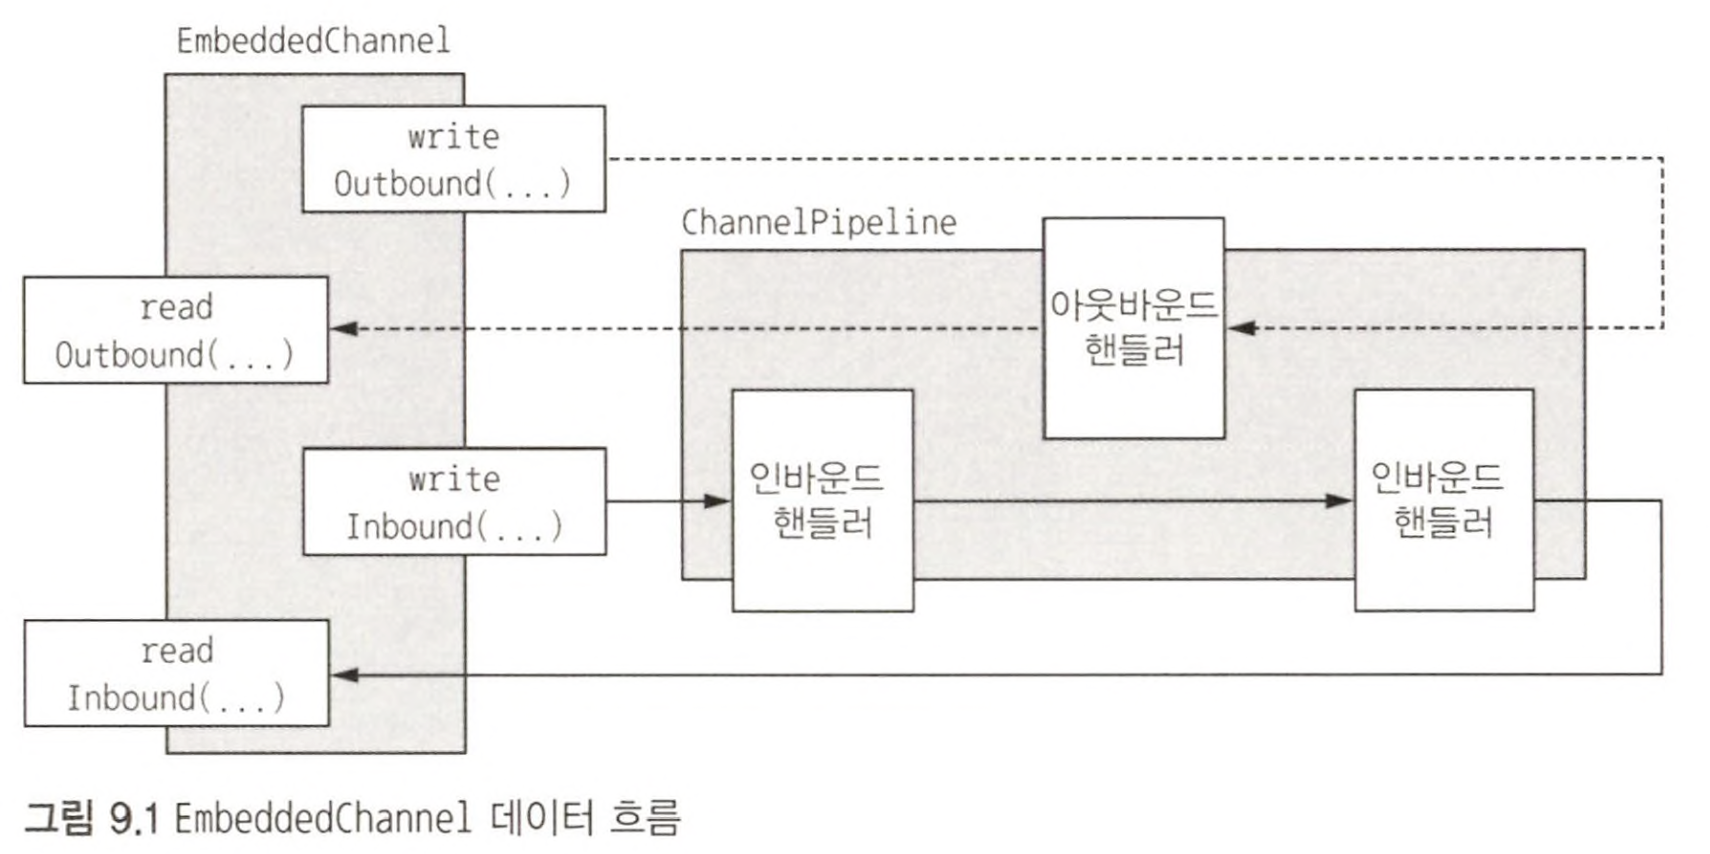 EmbeddedChannel
write
Outbound(...)
ChannelPipeline
read
Outbound(...)
아웃바운드
핸들러
write
Inbound(...)
인바운드
핸들러
인바운드
핸들러
read
Inbound(...)
그림 9.1 EmbeddedChannel 데이터 흐름